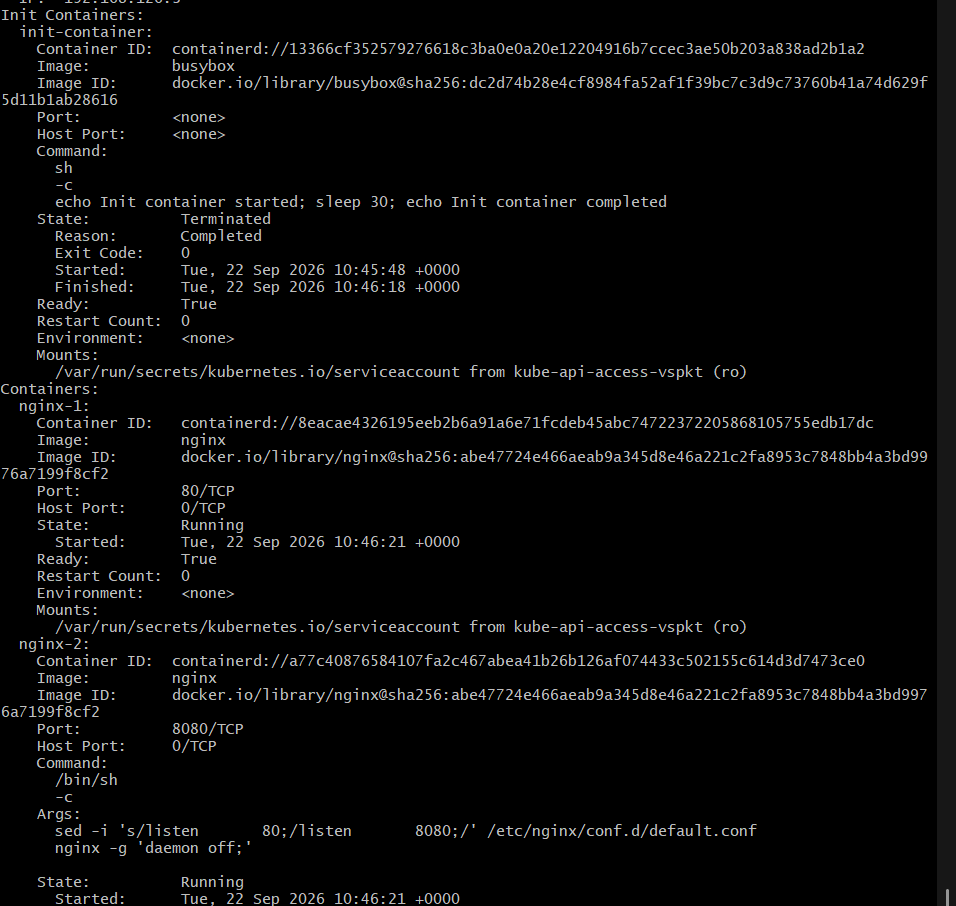 Init Containers:
  init-container:
    Container ID:  containerd://13366cf352579276618c3ba0e0a20e12204916b7ccec3ae50b203a838ad2b1a2
    Image:         busybox
    Image ID:      docker.io/library/busybox@sha256:dc2d74b28e4cf8984fa52af1f39bc7c3d9c73760b41a74d629f
5d11b1ab28616
    Port:          <none>
    Host Port:     <none>
    Command:
      sh
      -c
      echo Init container started; sleep 30; echo Init container completed
    State:          Terminated
      Reason:       Completed
      Exit Code:    0
      Started:      Tue, 22 Sep 2026 10:45:48 +0000
      Finished:     Tue, 22 Sep 2026 10:46:18 +0000
    Ready:          True
    Restart Count:  0
    Environment:    <none>
    Mounts:
      /var/run/secrets/kubernetes.io/serviceaccount from kube-api-access-vspkt (ro)
Containers:
  nginx-1:
    Container ID:   containerd://8eacae4326195eeb2b6a91a6e71fcdeb45abc74722372205868105755edb17dc
    Image:          nginx
    Image ID:       docker.io/library/nginx@sha256:abe47724e466aeab9a345d8e46a221c2fa8953c7848bb4a3bd99
76a7199f8cf2
    Port:           80/TCP
    Host Port:      0/TCP
    State:          Running
      Started:      Tue, 22 Sep 2026 10:46:21 +0000
    Ready:          True
    Restart Count:  0
    Environment:    <none>
    Mounts:
      /var/run/secrets/kubernetes.io/serviceaccount from kube-api-access-vspkt (ro)
  nginx-2:
    Container ID:  containerd://a77c40876584107fa2c467abea41b26b126af074433c502155c614d3d7473ce0
    Image:         nginx
    Image ID:      docker.io/library/nginx@sha256:abe47724e466aeab9a345d8e46a221c2fa8953c7848bb4a3bd997
6a7199f8cf2
    Port:          8080/TCP
    Host Port:     0/TCP
    Command:
      /bin/sh
      -c
    Args:
      sed -i 's/listen       80;/listen       8080;/' /etc/nginx/conf.d/default.conf
      nginx -g 'daemon off;'
    State:          Running
      Started:      Tue, 22 Sep 2026 10:46:21 +0000